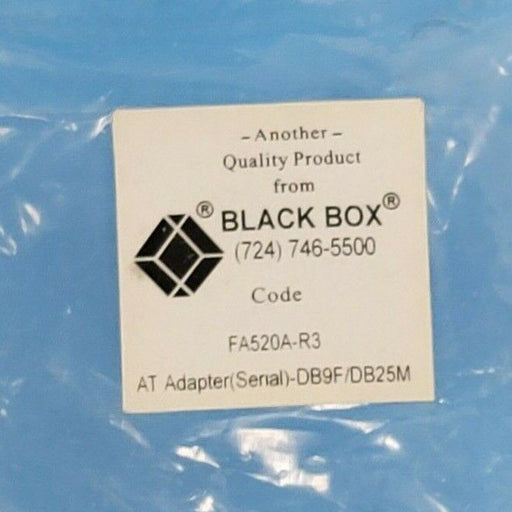 – Another –
Quality Product
from
® BLACK BOX ®
(724) 746-5500
Code
FA520A-R3
AT Adapter(Serial)-DB9F/DB25M